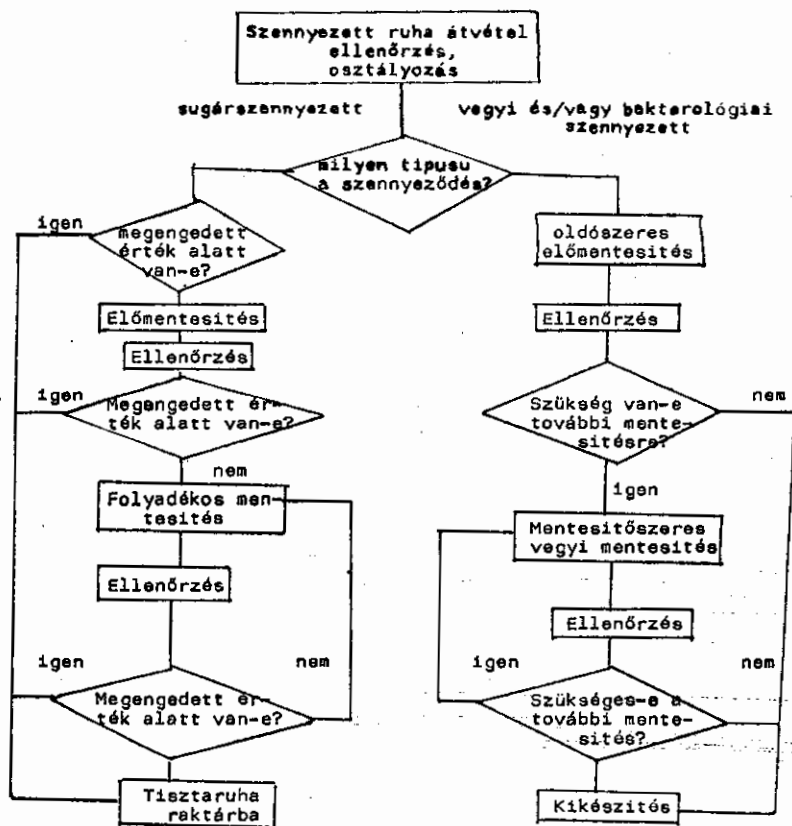 Szennyezett ruha átvétel
ellenőrzés,
osztályozás
sugárszennyezett
vegyi és/vagy bakterológiai
szennyezett
milyen tipusu
a szennyeződés?
igen
megengedett
érték alatt
van-e?
oldószeres
előmentesités
Előmentesités
Ellenőrzés
Ellenőrzés
igen
Megengedett ér-
ték alatt van-e?
Szükség van-e
további mente-
sitésre?
nem
nem
igen
Folyadékos men-
tesités
Mentesitőszeres
vegyi mentesités
Ellenőrzés
Ellenőrzés
igen
nem
igen
nem
Megengedett ér-
ték alatt van-e?
Szükséges-e a
további mente-
sités?
Tisztaruha
raktárba
Kikészités